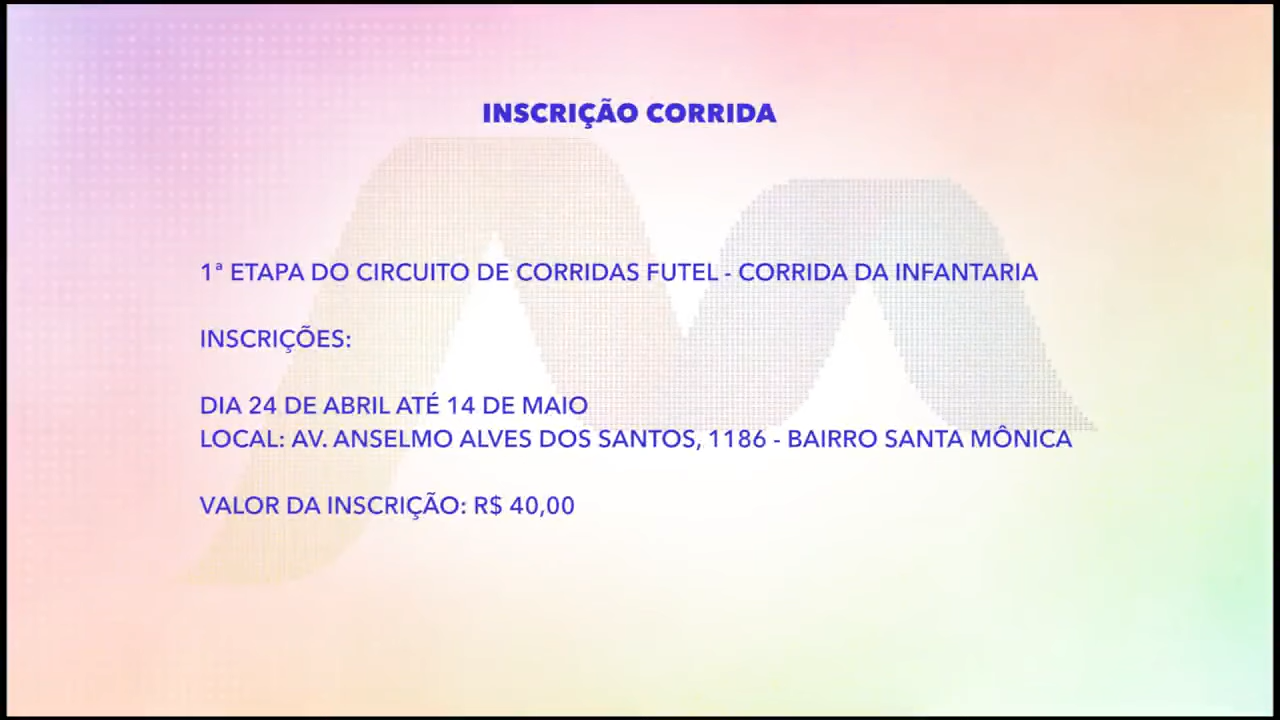 INSCRIÇÃO CORRIDA
1ª ETAPA DO CIRCUITO DE CORRIDAS FUTEL - CORRIDA DA INFANTARIA
INSCRIÇÕES:
DIA 24 DE ABRIL ATÉ 14 DE MAIO
LOCAL: AV. ANSELMO ALVES DOS SANTOS, 1186 - BAIRRO SANTA MÔNICA
VALOR DA INSCRIÇÃO: R$ 40,00